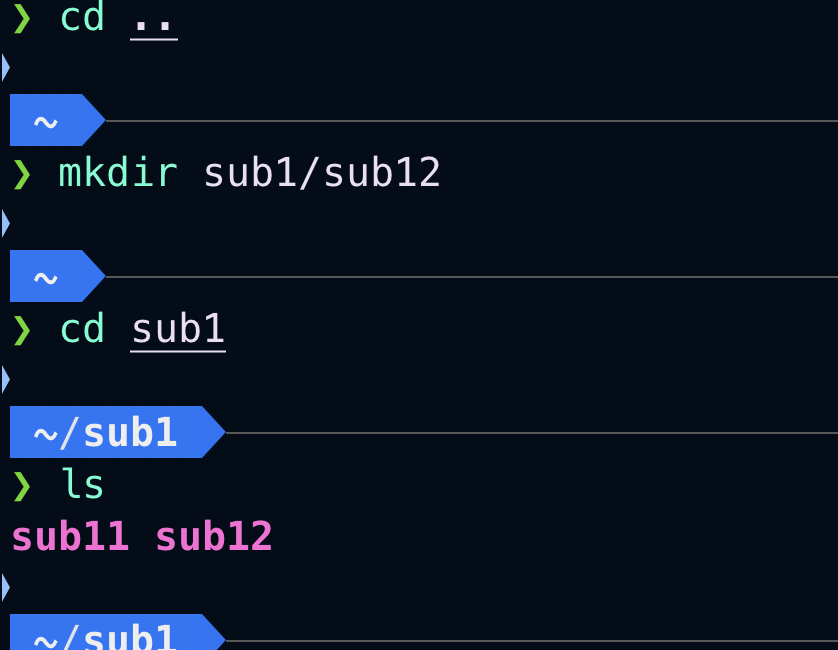 ❯ cd ..
~
❯ mkdir sub1/sub12
~
❯ cd sub1
~/sub1
❯ ls
sub11 sub12
~/sub1